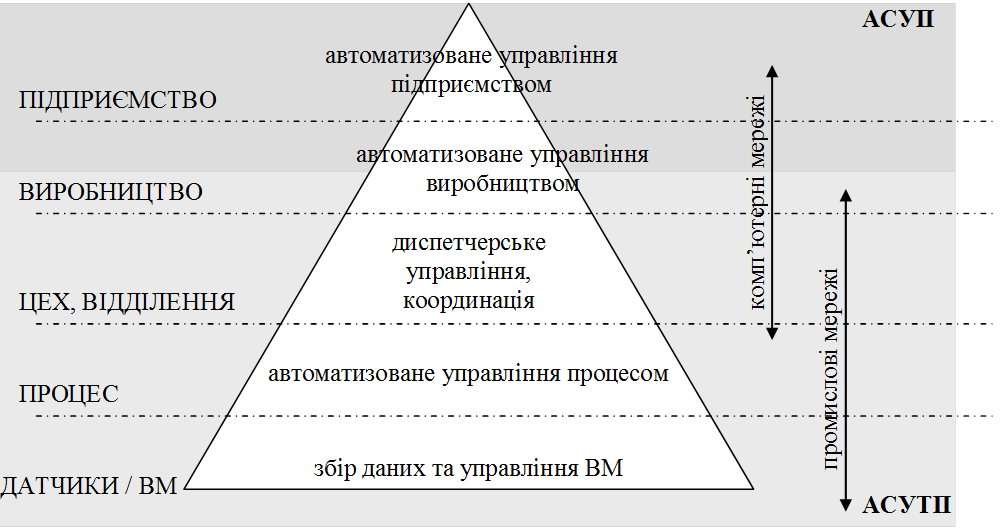 АСУП
автоматизоване управління
підприємством
ПІДПРИЄМСТВО
автоматизоване управління
виробництвом
ВИРОБНИЦТВО
диспетчерське
управління,
координація
ЦЕХ, ВІДДІЛЕННЯ
комп’ютерні мережі
промислові мережі
автоматизоване управління процесом
ПРОЦЕС
збір даних та управління ВМ
ДАТЧИКИ / ВМ
АСУТП